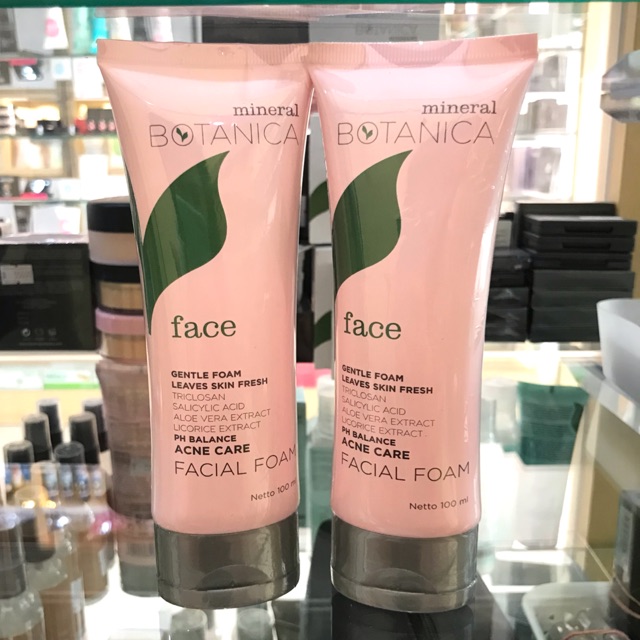 mineral
BOTANICA
face
GENTLE FOAM
LEAVES SKIN FRESH
TRICLOSAN
SALICYLIC ACID
ALOE VERA EXTRACT
LICORICE EXTRACT
PH BALANCE
ACNE CARE
FACIAL FOAM
Netto 100 ml
mineral
BOTANICA
face
GENTLE FOAM
LEAVES SKIN FRESH
TRICLOSAN
SALICYLIC ACID
ALOE VERA EXTRACT
LICORICE EXTRACT
PH BALANCE
ACNE CARE
FACIAL FOAM
Netto 100 ml